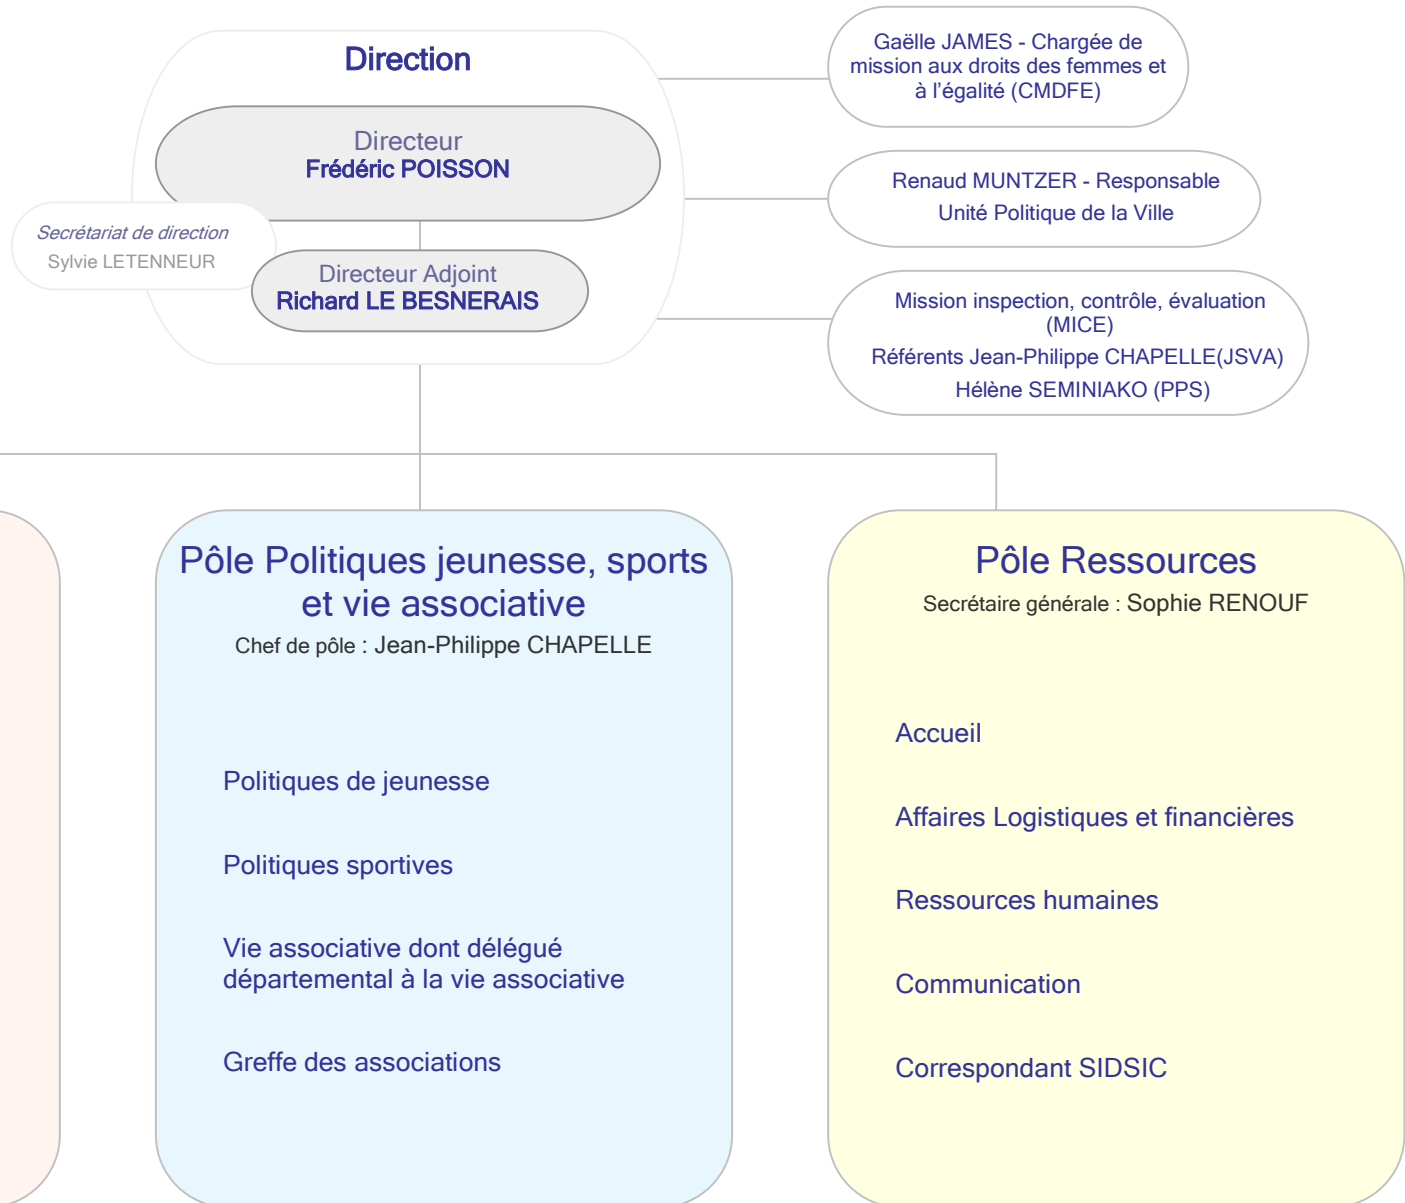 Direction
Directeur
Frédéric POISSON
Secrétariat de direction
Sylvie LETENNEUR
Directeur Adjoint
Richard LE BESNERAIS
Gaëlle JAMES - Chargée de
mission aux droits des femmes et
à l'égalité (CMDFE)
Renaud MUNTZER - Responsable
Unité Politique de la Ville
Mission inspection, contrôle, évaluation
(MICE)
Référents Jean-Philippe CHAPELLE(JSVA)
Hélène SEMINIAKO (PPS)
Pôle Politiques jeunesse, sports
et vie associative
Chef de pôle : Jean-Philippe CHAPELLE
Politiques de jeunesse
Politiques sportives
Vie associative dont délégué
départemental à la vie associative
Greffe des associations
Pôle Ressources
Secrétaire générale : Sophie RENOUF
Accueil
Affaires Logistiques et financières
Ressources humaines
Communication
Correspondant SIDSIC